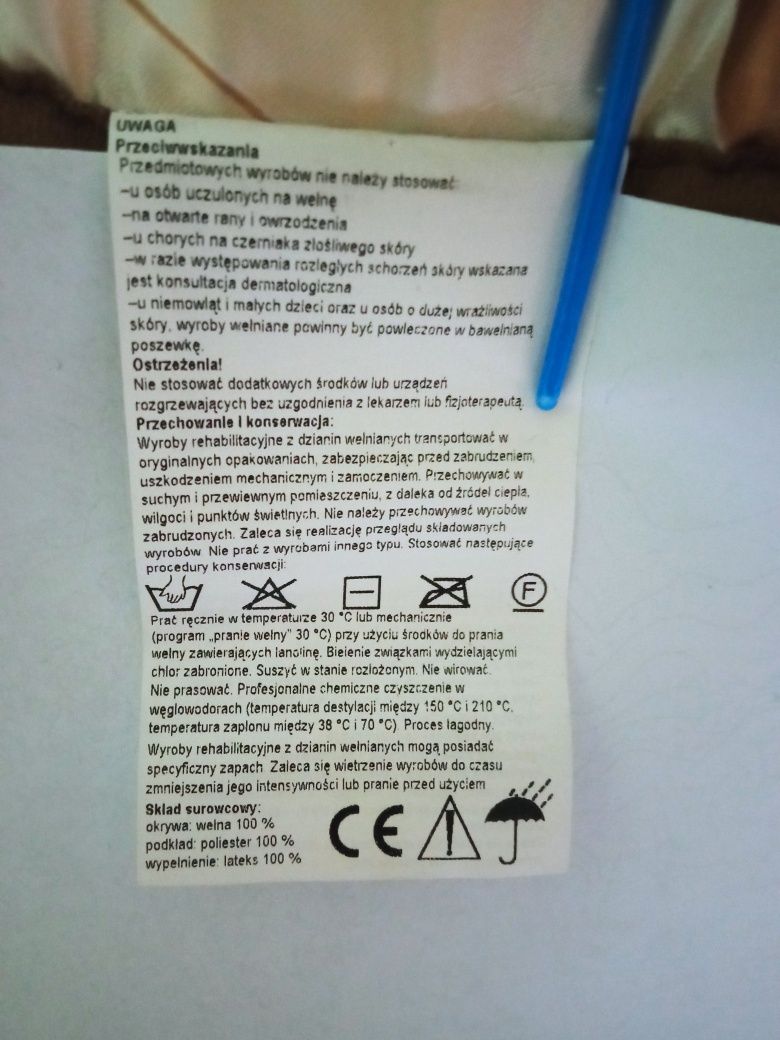 UWAGA
Przeciwwskazania
Przedmiotowych wyrobów nie należy stosować:
–u osób uczulonych na wełnę
–na otwarte rany i owrzodzenia
–u chorych na czerniaka złośliwego skóry
–w razie występowania rozległych schorzeń skóry wskazana
jest konsultacja dermatologiczna
–u niemowląt i małych dzieci oraz u osób o dużej wrażliwości
skóry, wyroby wełniane powinny być powleczone w bawełnianą
poszewkę.
Ostrzeżenia!
Nie stosować dodatkowych środków lub urządzeń
rozgrzewających bez uzgodnienia z lekarzem lub fizjoterapeutą.
Przechowanie i konserwacja:
Wyroby rehabilitacyjne z dzianin wełnianych transportować w
oryginalnych opakowaniach, zabezpieczając przed zabrudzeniem,
uszkodzeniem mechanicznym i zamoczeniem. Przechowywać w
suchym i przewiewnym pomieszczeniu, z daleka od źródeł ciepła,
wilgoci i punktów świetlnych. Nie należy przechowywać wyrobów
zabrudzonych. Zaleca się realizację przeglądu składowanych
wyrobów. Nie prać z wyrobami innego typu. Stosować następujące
procedury konserwacji:
F
Prać ręcznie w temperaturze 30 °C lub mechanicznie
(program „pranie wełny" 30 °C) przy użyciu środków do prania
wełny zawierających lanolinę. Bielenie związkami wydzielającymi
chlor zabronione. Suszyć w stanie rozłożonym. Nie wirować.
Nie prasować. Profesjonalne chemiczne czyszczenie w
węglowodorach (temperatura destylacji między 150 °C i 210 °C,
temperatura zapłonu między 38 °C i 70 °C). Proces łagodny.
Wyroby rehabilitacyjne z dzianin wełnianych mogą posiadać
specyficzny zapach. Zaleca się wietrzenie wyrobów do czasu
zmniejszenia jego intensywności lub pranie przed użyciem
Skład surowcowy:
okrywa: wełna 100 %
podkład: poliester 100 %
wypełnienie: lateks 100 %
CE